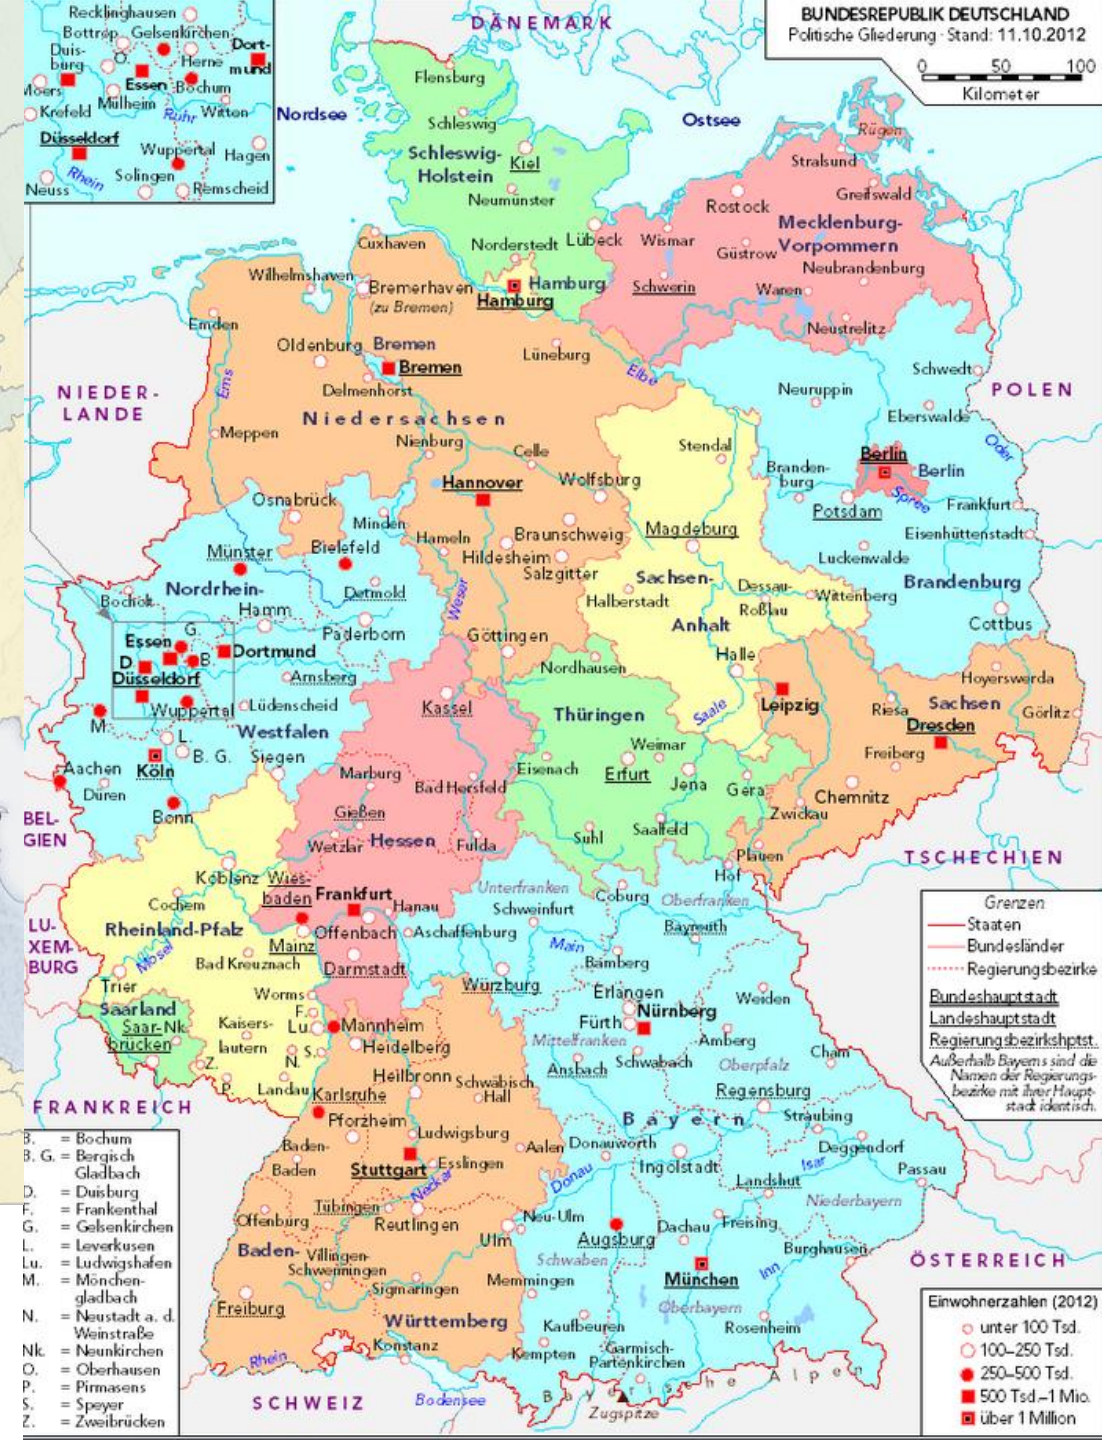 BUNDESREPUBLIK DEUTSCHLAND
Politische Gliederung · Stand: 11.10.2012
0 50 100
Kilometer
Recklinghausen
Bottrop
Gelsenkirchen
Duis-
burg
O.
Herne
Dort-
mund
Essen
Bochum
Moers
Mülheim
Krefeld
Ruhr
Witten
Düsseldorf
Wuppertal
Hagen
Rhein
Solingen
Neuss
Remscheid
DÄNEMARK
Nordsee
Ostsee
Flensburg
Schleswig
Schleswig-
Holstein
Kiel
Neumünster
Norderstedt
Lübeck
Hamburg
Hamburg
Rügen
Stralsund
Greifswald
Rostock
Mecklenburg-
Vorpommern
Wismar
Güstrow
Neubrandenburg
Schwerin
Waren
Neustrelitz
Cuxhaven
Wilhelmshaven
Bremerhaven
(zu Bremen)
Emden
Oldenburg
Bremen
Bremen
Delmenhorst
Lüneburg
Elbe
Ems
Niedersachsen
Meppen
Nienburg
Celle
Hannover
Wolfsburg
Osnabrück
Minden
Hameln
Braunschweig
Hildesheim
Salzgitter
Weser
Göttingen
NIEDER-
LANDE
POLEN
Schwedt
Neuruppin
Eberswalde
Oder
Berlin
Berlin
Branden-
burg
Spree
Potsdam
Frankfurt
Eisenhüttenstadt
Luckenwalde
Brandenburg
Cottbus
Stendal
Magdeburg
Sachsen-
Anhalt
Dessau-
Roßlau
Wittenberg
Halberstadt
Halle
Saale
Münster
Bielefeld
Nordrhein-
Westfalen
Bocholt
Hamm
Detmold
Paderborn
Essen
G.
Dortmund
D.
B.
Düsseldorf
Arnsberg
Wuppertal
Lüdenscheid
M.
L.
B. G.
Köln
Siegen
Aachen
Düren
Bonn
BEL-
GIEN
Kassel
Marburg
Bad Hersfeld
Gießen
Wetzlar
Hessen
Fulda
Wies-
baden
Frankfurt
Hanau
Offenbach
Darmstadt
Nordhausen
Thüringen
Weimar
Eisenach
Erfurt
Jena
Gera
Suhl
Saalfeld
Leipzig
Riesa
Sachsen
Hoyerswerda
Dresden
Görlitz
Freiberg
Chemnitz
Zwickau
Plauen
TSCHECHIEN
LU-
XEM-
BURG
Koblenz
Cochem
Rheinland-Pfalz
Mosel
Mainz
Bad Kreuznach
Trier
Worms
F.
Lu.
Kaisers-
lautern
N.
S.
Z.
P.
Landau
Saarland
Saar-
brücken
Nk.
FRANKREICH
Mannheim
Heidelberg
Heilbronn
Schwäbisch
Hall
Karlsruhe
Pforzheim
Ludwigsburg
Baden-
Baden
Stuttgart
Esslingen
Aalen
Neckar
Tübingen
Reutlingen
Offenburg
Ulm
Baden-
Württemberg
Villingen-
Schwenningen
Sigmaringen
Freiburg
Konstanz
Rhein
Bodensee
SCHWEIZ
Unterfranken
Coburg
Oberfranken
Hof
Schweinfurt
Aschaffenburg
Main
Bayreuth
Bamberg
Würzburg
Erlangen
Weiden
Fürth
Nürnberg
Mittelfranken
Amberg
Schwabach
Ansbach
Oberpfalz
Cham
Regensburg
Bayern
Straubing
Donauwörth
Deggendorf
Ingolstadt
Isar
Passau
Donau
Landshut
Niederbayern
Neu-Ulm
Augsburg
Dachau
Freising
Schwaben
Burghausen
München
Inn
Memmingen
Oberbayern
Kaufbeuren
Rosenheim
Kempten
Garmisch-
Partenkirchen
Bayerische Alpen
Zugspitze
ÖSTERREICH
Grenzen
Staaten
Bundesländer
Regierungsbezirke
Bundeshauptstadt
Landeshauptstadt
Regierungsbezirkshptst.
Außerhalb Bayerns sind die
Namen der Regierungs-
bezirke mit ihrer Haupt-
stadt identisch.
Einwohnerzahlen (2012)
unter 100 Tsd.
100–250 Tsd.
250–500 Tsd.
500 Tsd.–1 Mio.
über 1 Million
B. = Bochum
B. G. = Bergisch
Gladbach
D. = Duisburg
F. = Frankenthal
G. = Gelsenkirchen
L. = Leverkusen
Lu. = Ludwigshafen
M. = Mönchen-
gladbach
N. = Neustadt a. d.
Weinstraße
Nk. = Neunkirchen
O. = Oberhausen
P. = Pirmasens
S. = Speyer
Z. = Zweibrücken